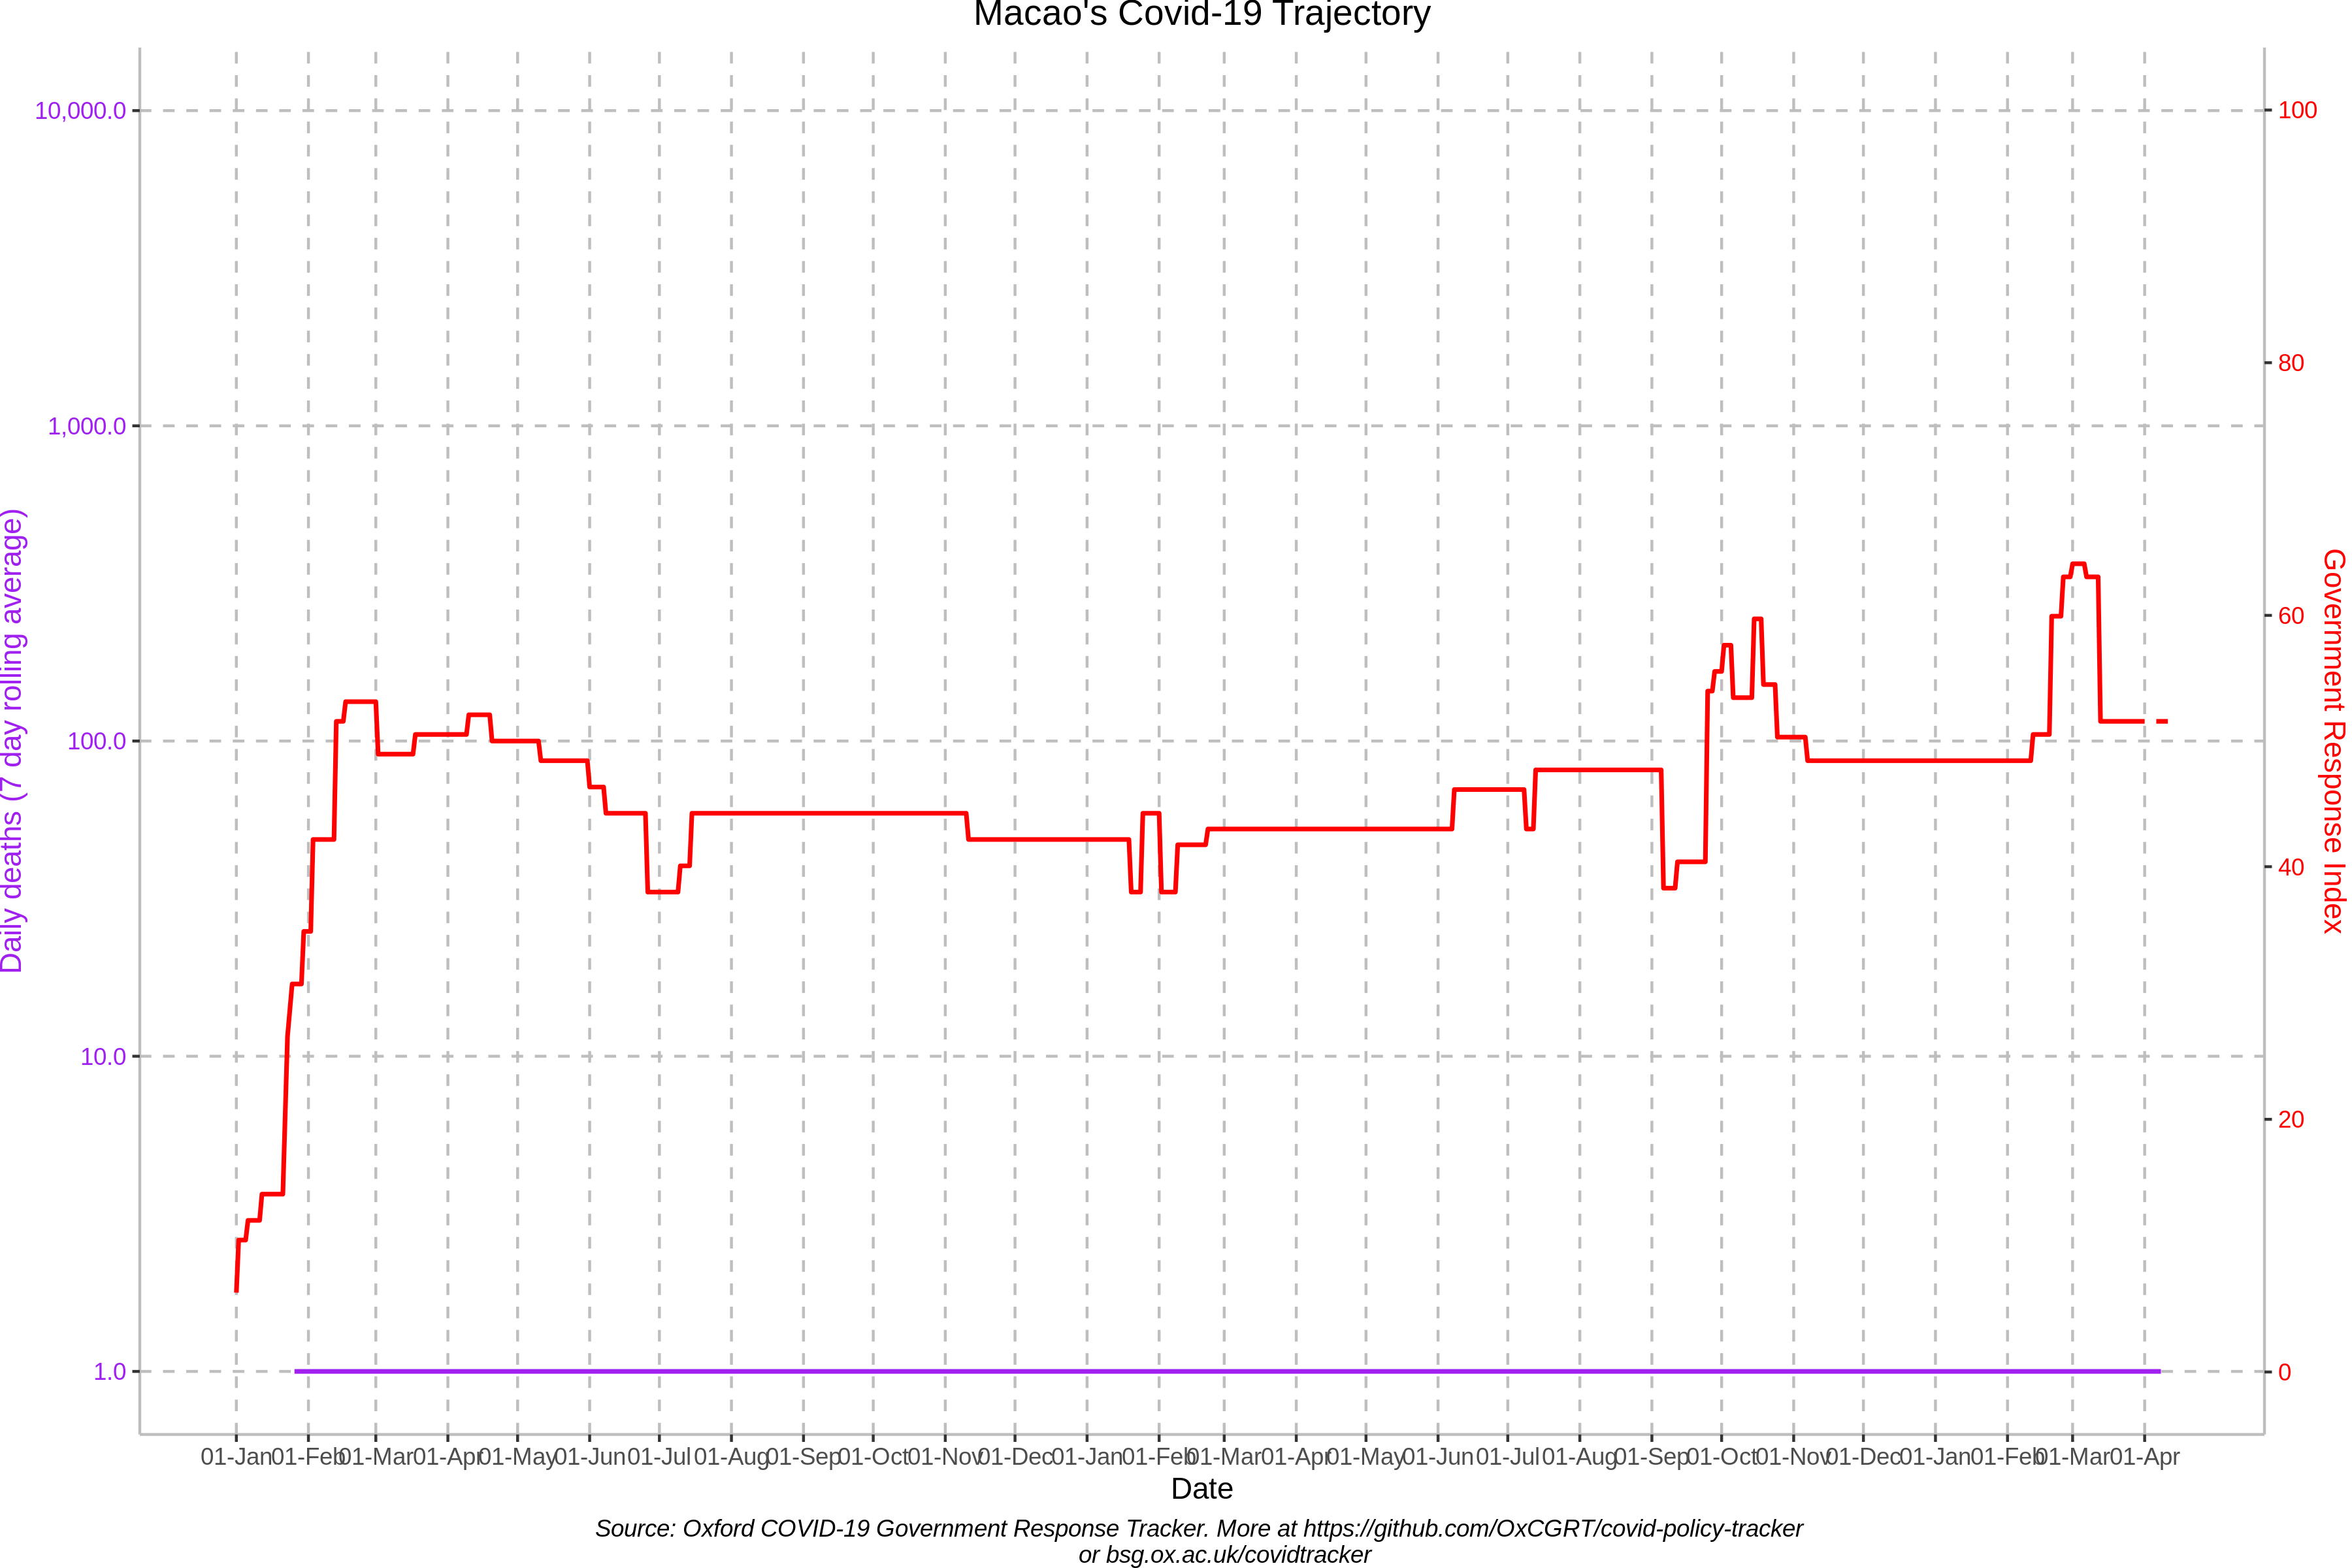 Macao's Covid-19 Trajectory
10,000.0
1,000.0
100.0
10.0
1.0
Daily deaths (7 day rolling average)
100
80
60
40
20
0
Government Response Index
01-Jan 01-Feb 01-Mar 01-Apr 01-May 01-Jun 01-Jul 01-Aug 01-Sep 01-Oct 01-Nov 01-Dec 01-Jan 01-Feb 01-Mar 01-Apr 01-May 01-Jun 01-Jul 01-Aug 01-Sep 01-Oct 01-Nov 01-Dec 01-Jan 01-Feb 01-Mar 01-Apr
Date
Source: Oxford COVID-19 Government Response Tracker. More at https://github.com/OxCGRT/covid-policy-tracker
or bsg.ox.ac.uk/covidtracker